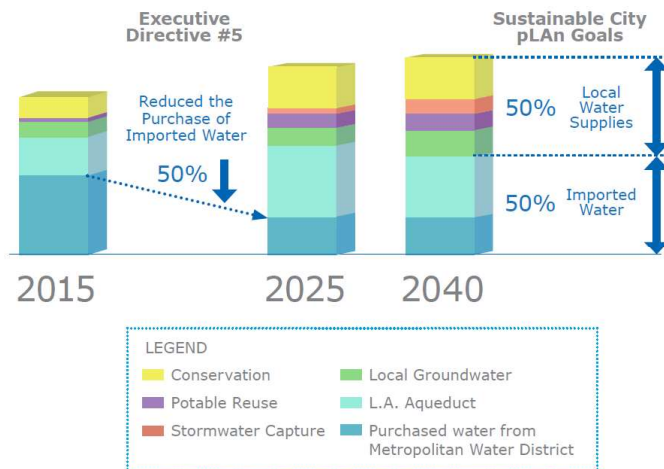 Executive
Directive #5
Sustainable City
pLAn Goals
Reduced the
Purchase of
Imported Water
50%
50%
Local
Water
Supplies
50%
Imported
Water
2015
2025
2040
LEGEND
Conservation
Local Groundwater
Potable Reuse
L.A. Aqueduct
Stormwater Capture
Purchased water from
Metropolitan Water District